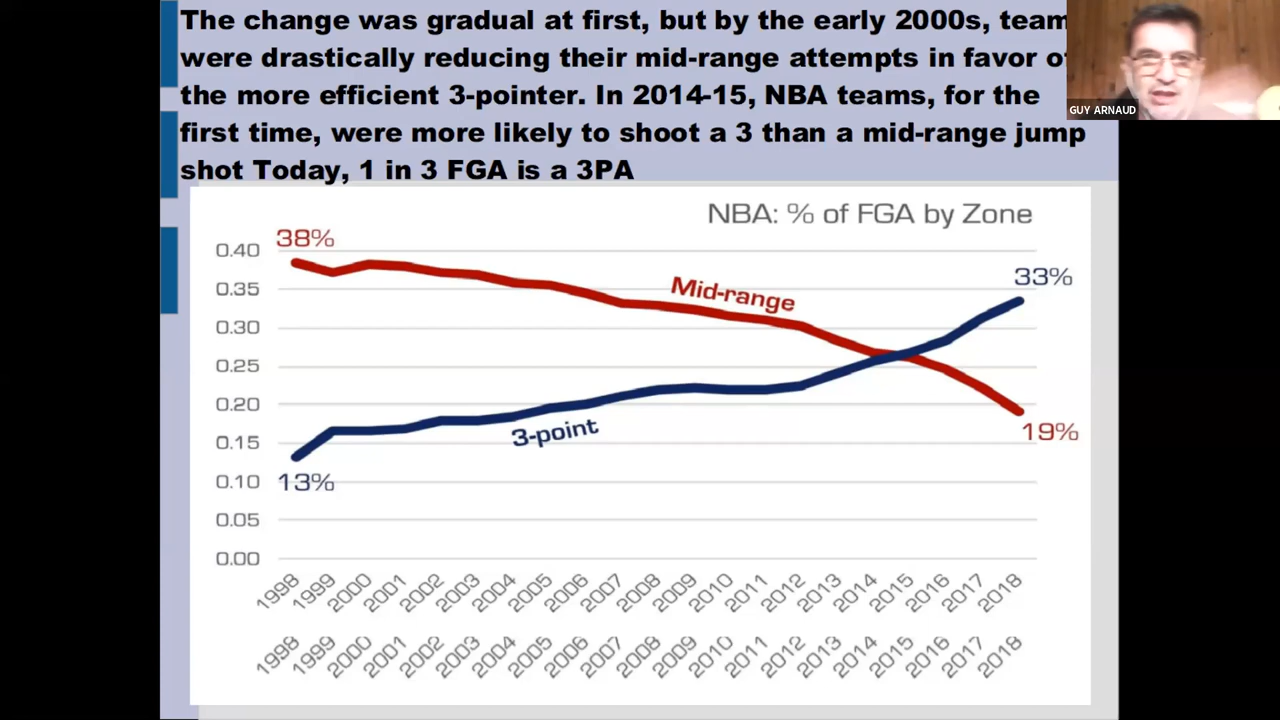 The change was gradual at first, but by the early 2000s, team
were drastically reducing their mid-range attempts in favor of
the more efficient 3-pointer. In 2014-15, NBA teams, for the
first time, were more likely to shoot a 3 than a mid-range jump
shot Today, 1 in 3 FGA is a 3PA
GUY ARNAUD
NBA: % of FGA by Zone
38%
0.40
33%
0.35
Mid-range
0.30
0.25
0.20
3-point
19%
0.15
13%
0.10
0.05
0.00
1998 1999 2000 2001 2002 2003 2004 2005 2006 2007 2008 2009 2010 2011 2012 2013 2014 2015 2016 2017 2018
1998 1999 2000 2001 2002 2003 2004 2005 2006 2007 2008 2009 2010 2011 2012 2013 2014 2015 2016 2017 2018